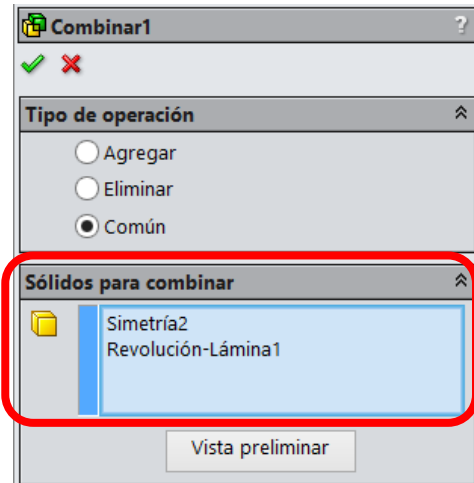 Combinar1
?
Tipo de operación
Agregar
Eliminar
Común
Sólidos para combinar
Simetría2
Revolución-Lámina1
Vista preliminar